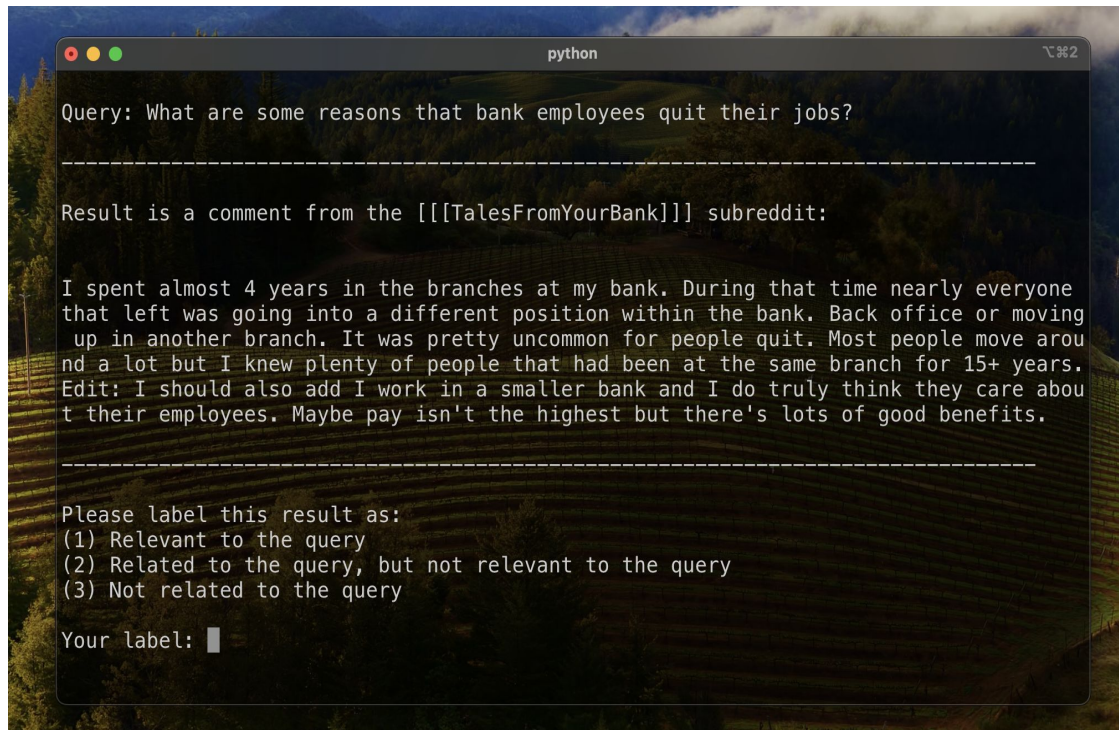 python
⌥⌘2
Query: What are some reasons that bank employees quit their jobs?
--------------------------------------------------------------------------------
Result is a comment from the [[[TalesFromYourBank]]] subreddit:
I spent almost 4 years in the branches at my bank. During that time nearly everyone
that left was going into a different position within the bank. Back office or moving
up in another branch. It was pretty uncommon for people quit. Most people move arou
nd a lot but I knew plenty of people that had been at the same branch for 15+ years.
Edit: I should also add I work in a smaller bank and I do truly think they care abou
t their employees. Maybe pay isn't the highest but there's lots of good benefits.
--------------------------------------------------------------------------------
Please label this result as:
(1) Relevant to the query
(2) Related to the query, but not relevant to the query
(3) Not related to the query
Your label: